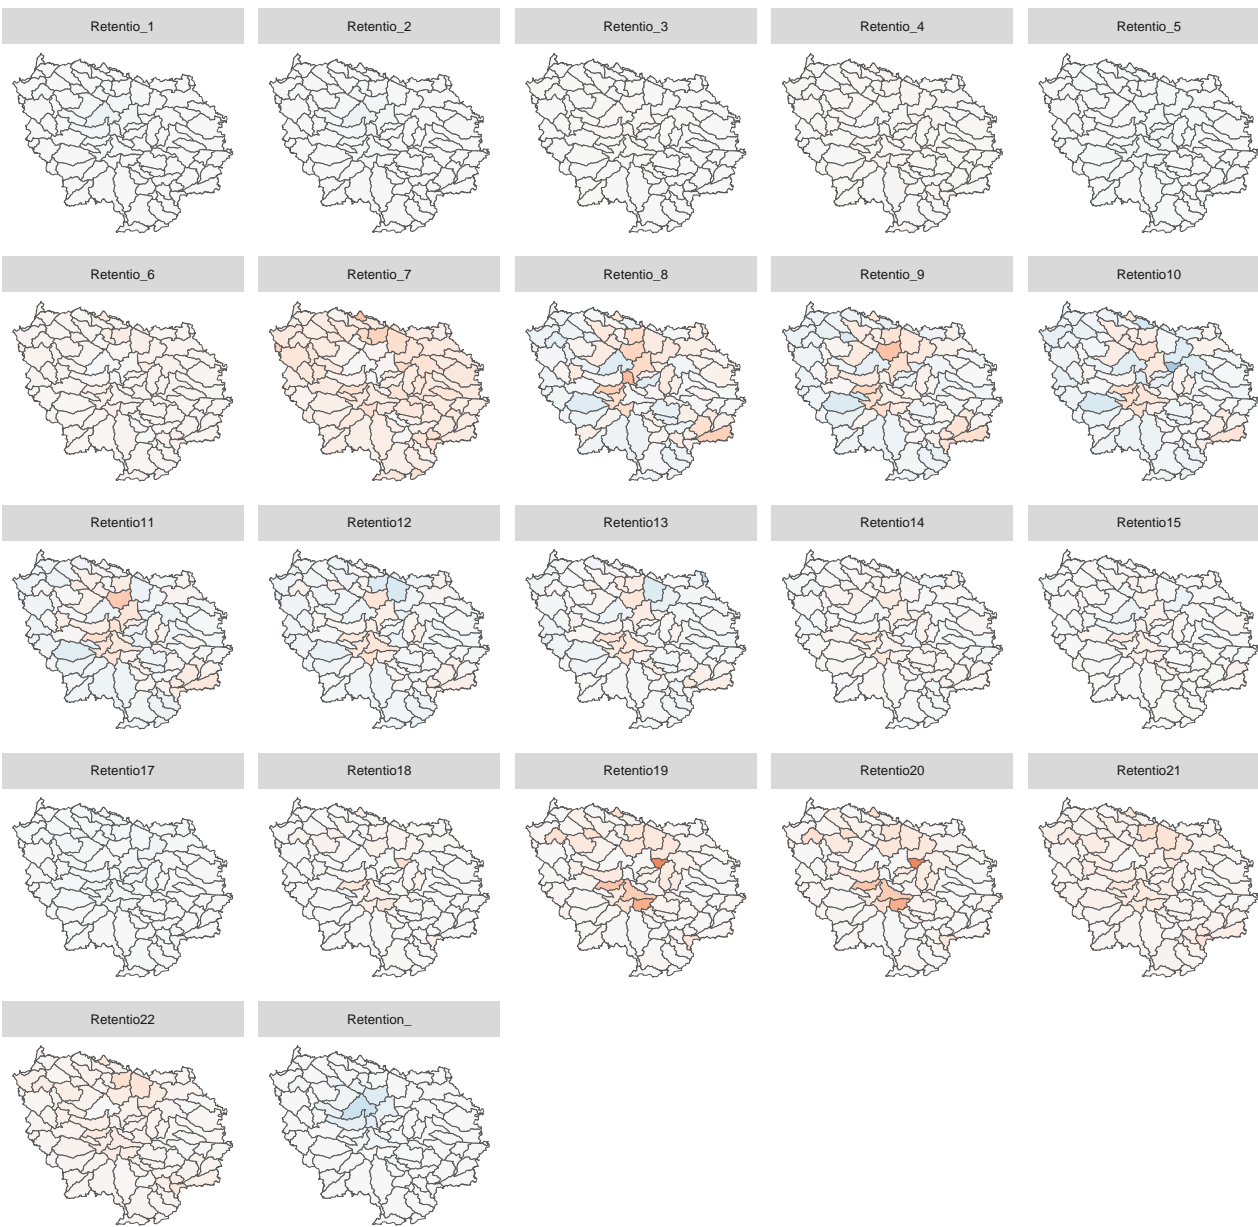 Retentio_1
Retentio_2
Retentio_3
Retentio_4
Retentio_5
Retentio_6
Retentio_7
Retentio_8
Retentio_9
Retentio10
Retentio11
Retentio12
Retentio13
Retentio14
Retentio15
Retentio17
Retentio18
Retentio19
Retentio20
Retentio21
Retentio22
Retention_